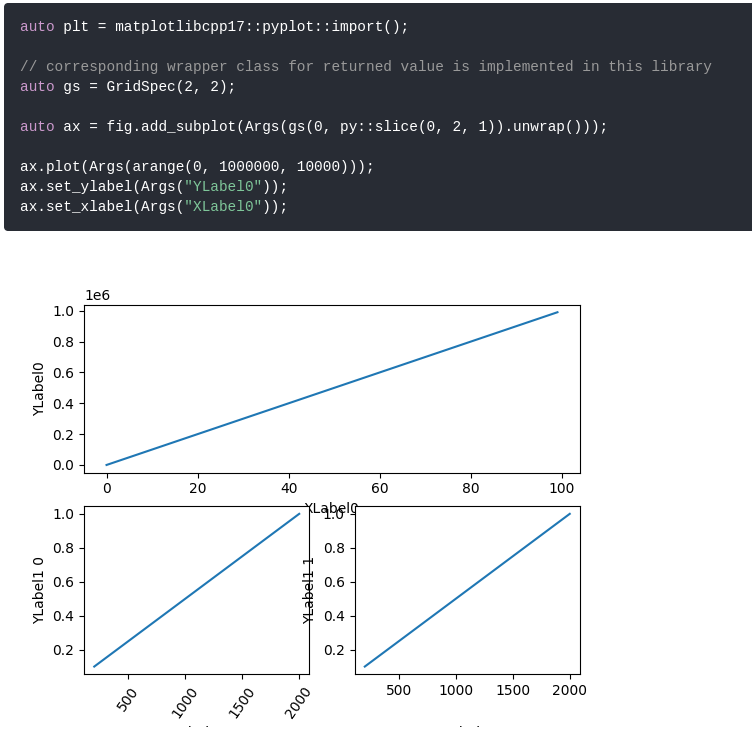 auto plt = matplotlibcpp17::pyplot::import();
// corresponding wrapper class for returned value is implemented in this library
auto gs = GridSpec(2, 2);
auto ax = fig.add_subplot(Args(gs(0, py::slice(0, 2, 1)).unwrap()));
ax.plot(Args(arange(0, 1000000, 10000)));
ax.set_ylabel(Args("YLabel0"));
ax.set_xlabel(Args("XLabel0"));
1e6
1.0
0.8
0.6
0.4
0.2
0.0
YLabel0
0 20 40 60 80 100
XLabel0
1.0
0.8
0.6
0.4
0.2
YLabel1 0
500 1000 1500 2000
1.0
0.8
0.6
0.4
0.2
YLabel1 1
500 1000 1500 2000